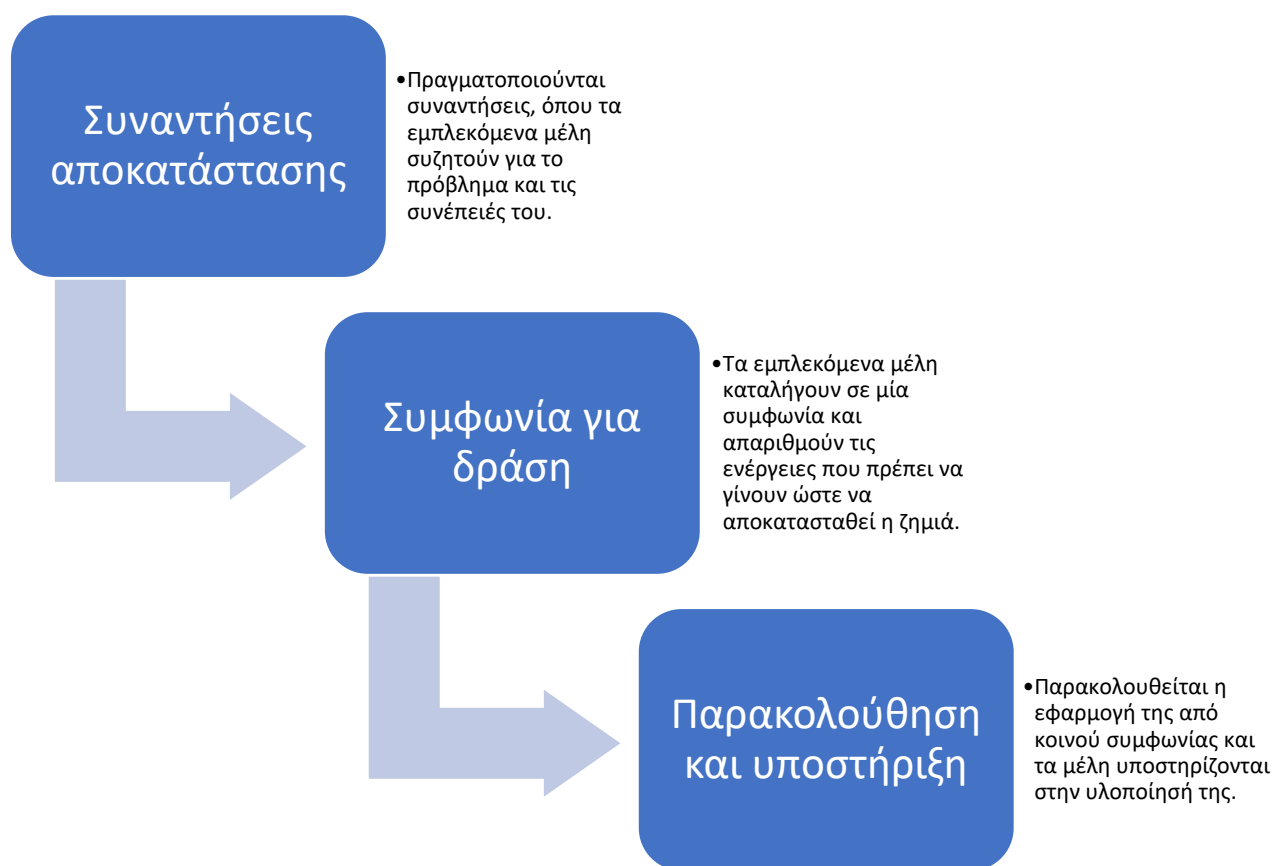 Συναντήσεις
αποκατάστασης
•Πραγματοποιούνται
συναντήσεις, όπου τα
εμπλεκόμενα μέλη
συζητούν για το
πρόβλημα και τις
συνέπειές του.
Συμφωνία για
δράση
•Τα εμπλεκόμενα μέλη
καταλήγουν σε μία
συμφωνία και
απαριθμούν τις
ενέργειες που πρέπει να
γίνουν ώστε να
αποκατασταθεί η ζημιά.
Παρακολούθηση
και υποστήριξη
•Παρακολουθείται η
εφαρμογή της από
κοινού συμφωνίας και
τα μέλη υποστηρίζονται
στην υλοποίησή της.